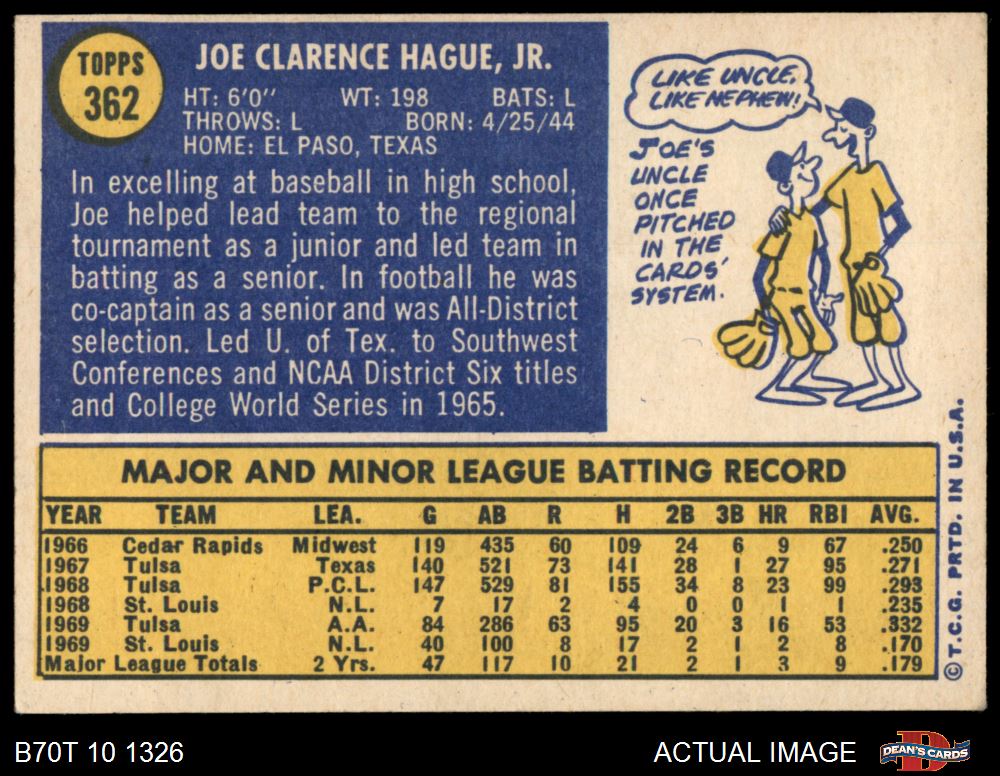 TOPPS
362
JOE CLARENCE HAGUE, JR.
HT: 6'0" WT: 198 BATS: L
THROWS: L BORN: 4/25/44
HOME: EL PASO, TEXAS
In excelling at baseball in high school,
Joe helped lead team to the regional
tournament as a junior and led team in
batting as a senior. In football he was
co-captain as a senior and was All-District
selection. Led U. of Tex. to Southwest
Conferences and NCAA District Six titles
and College World Series in 1965.
LIKE UNCLE,
LIKE NEPHEW!
JOE'S
UNCLE
ONCE
PITCHED
IN THE
CARDS'
SYSTEM.
MAJOR AND MINOR LEAGUE BATTING RECORD
YEAR TEAM LEA. G AB R H 2B 3B HR RBI AVG.
1966 Cedar Rapids Midwest 119 435 60 109 24 6 9 67 .250
1967 Tulsa Texas 140 521 73 141 28 1 27 95 .271
1968 Tulsa P.C.L. 147 529 81 155 34 8 23 99 .293
1968 St. Louis N.L. 7 17 2 4 0 0 1 1 .235
1969 Tulsa A.A. 84 286 63 95 20 3 16 53 .332
1969 St. Louis N.L. 40 100 8 17 2 1 2 8 .170
Major League Totals 2 Yrs. 47 117 10 21 2 1 3 9 .179
© T.C.G. PRTD. IN U.S.A.
B70T 10 1326
ACTUAL IMAGE
D
DEAN'S CARDS